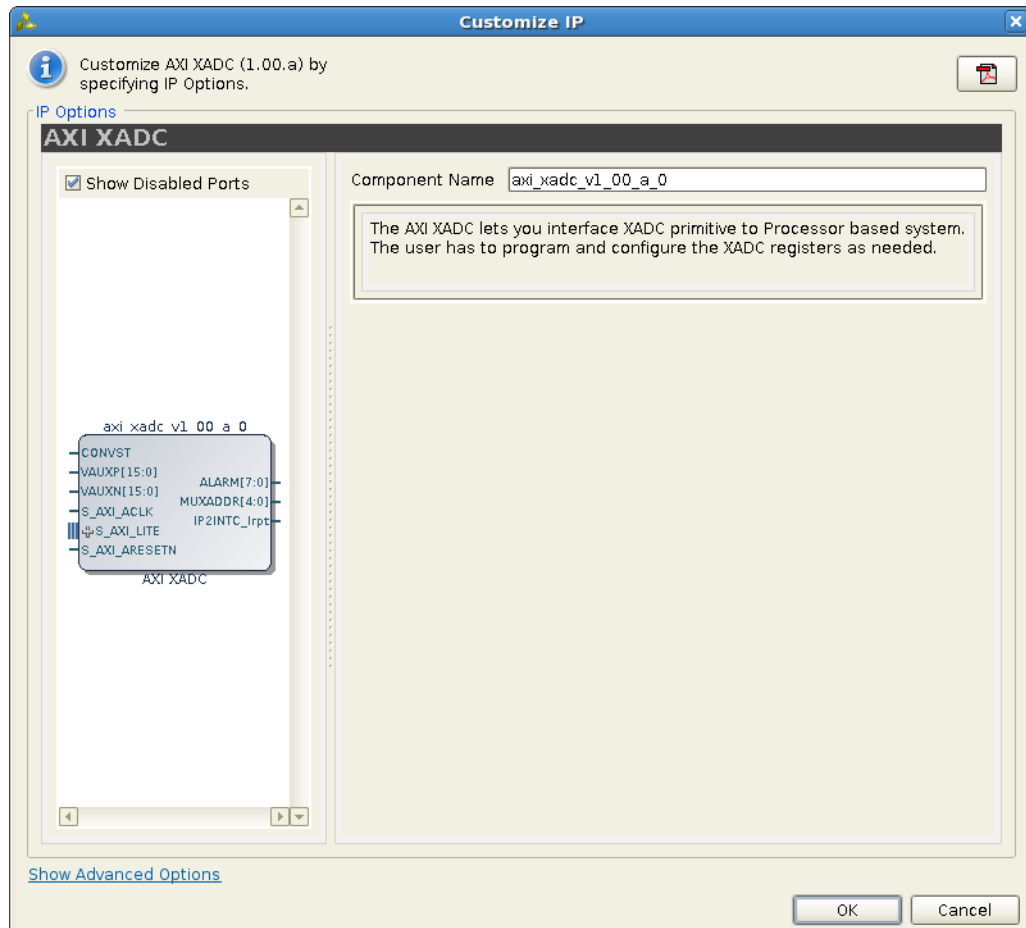 Customize IP
Customize AXI XADC (1.00.a) by
specifying IP Options.
IP Options
AXI XADC
Show Disabled Ports
Component Name axi_xadc_v1_00_a_0
The AXI XADC lets you interface XADC primitive to Processor based system.
The user has to program and configure the XADC registers as needed.
axi_xadc_v1_00_a_0
CONVST
VAUXP[15:0]
VAUXN[15:0]
S_AXI_ACLK
S_AXI_LITE
S_AXI_ARESETN
ALARM[7:0]
MUXADDR[4:0]
IP2INTC_Irpt
AXI XADC
Show Advanced Options
OK
Cancel